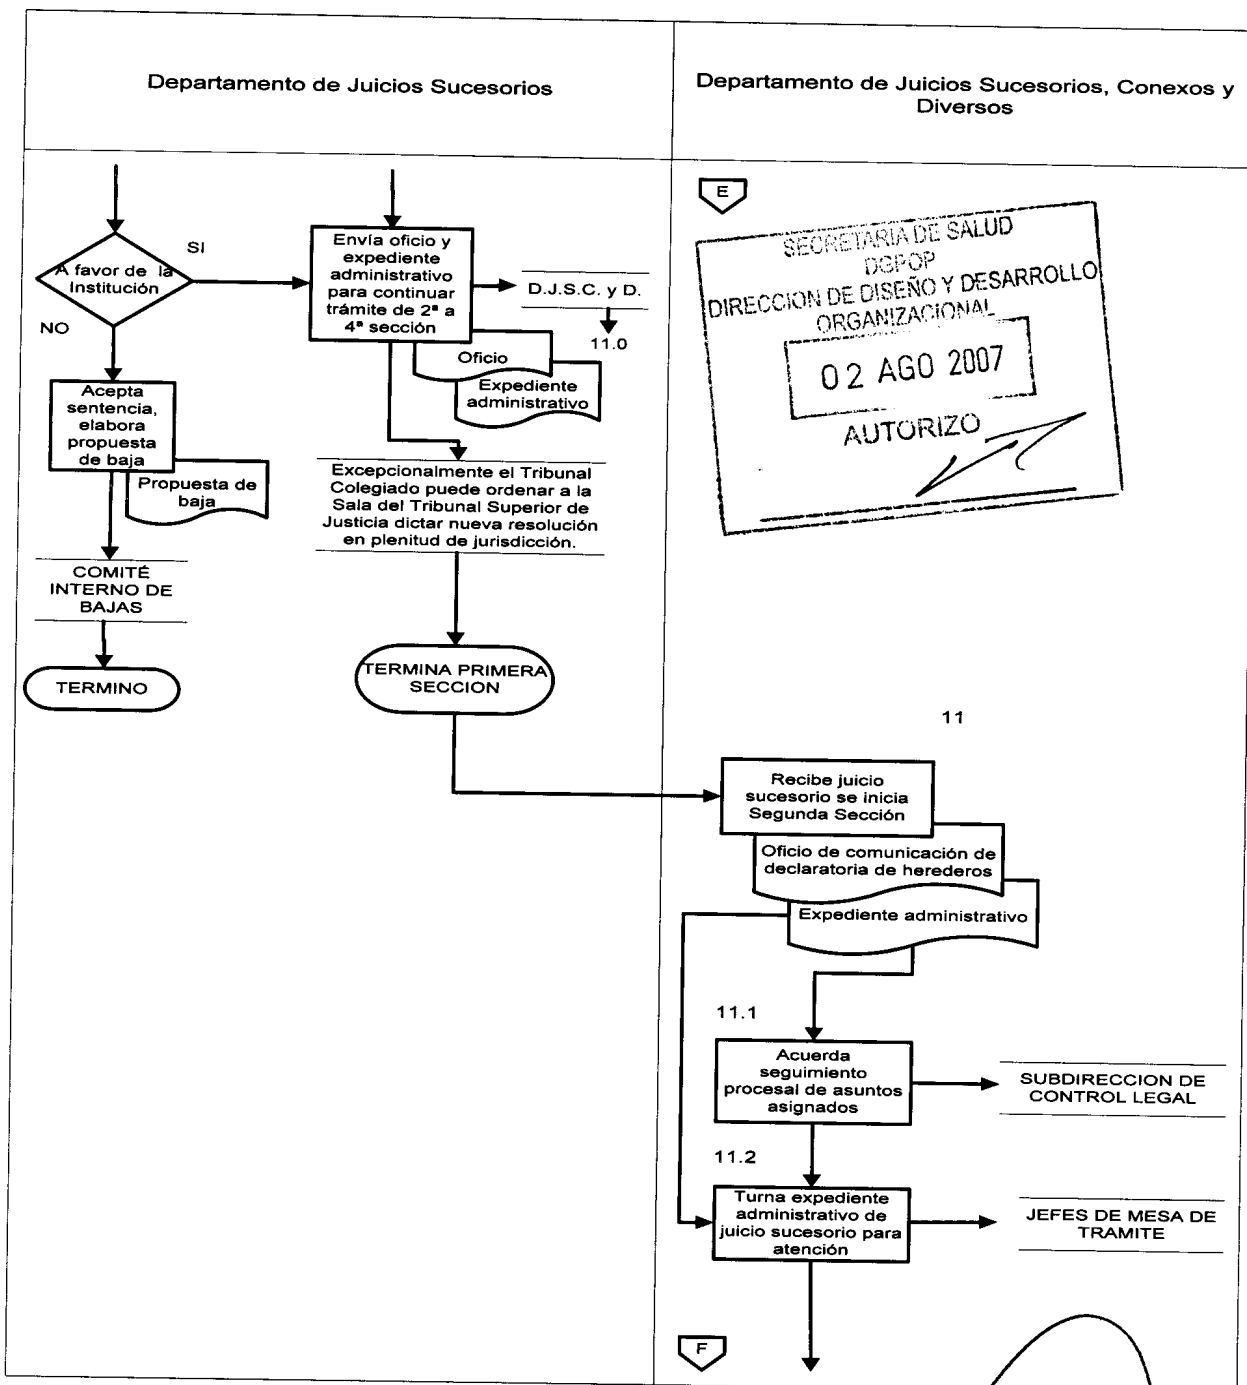 Departamento de Juicios Sucesorios
Departamento de Juicios Sucesorios, Conexos y
Diversos
A favor de la
Institución
SI
NO
Envía oficio y
expediente
administrativo
para continuar
trámite de 2ª a
4ª sección
D.J.S.C. y D.
11.0
Oficio
Expediente
administrativo
Acepta
sentencia,
elabora
propuesta
de baja
Propuesta de
baja
COMITÉ
INTERNO DE
BAJAS
TERMINO
Excepcionalmente el Tribunal
Colegiado puede ordenar a la
Sala del Tribunal Superior de
Justicia dictar nueva resolución
en plenitud de jurisdicción.
TERMINA PRIMERA
SECCION
E
SECRETARIA DE SALUD
DGPOP
DIRECCION DE DISEÑO Y DESARROLLO
ORGANIZACIONAL
02 AGO 2007
AUTORIZO
11
Recibe juicio
sucesorio se inicia
Segunda Sección
Oficio de comunicación de
declaratoria de herederos
Expediente administrativo
11.1
Acuerda
seguimiento
procesal de asuntos
asignados
SUBDIRECCION DE
CONTROL LEGAL
11.2
Turna expediente
administrativo de
juicio sucesorio para
atención
JEFES DE MESA DE
TRAMITE
F